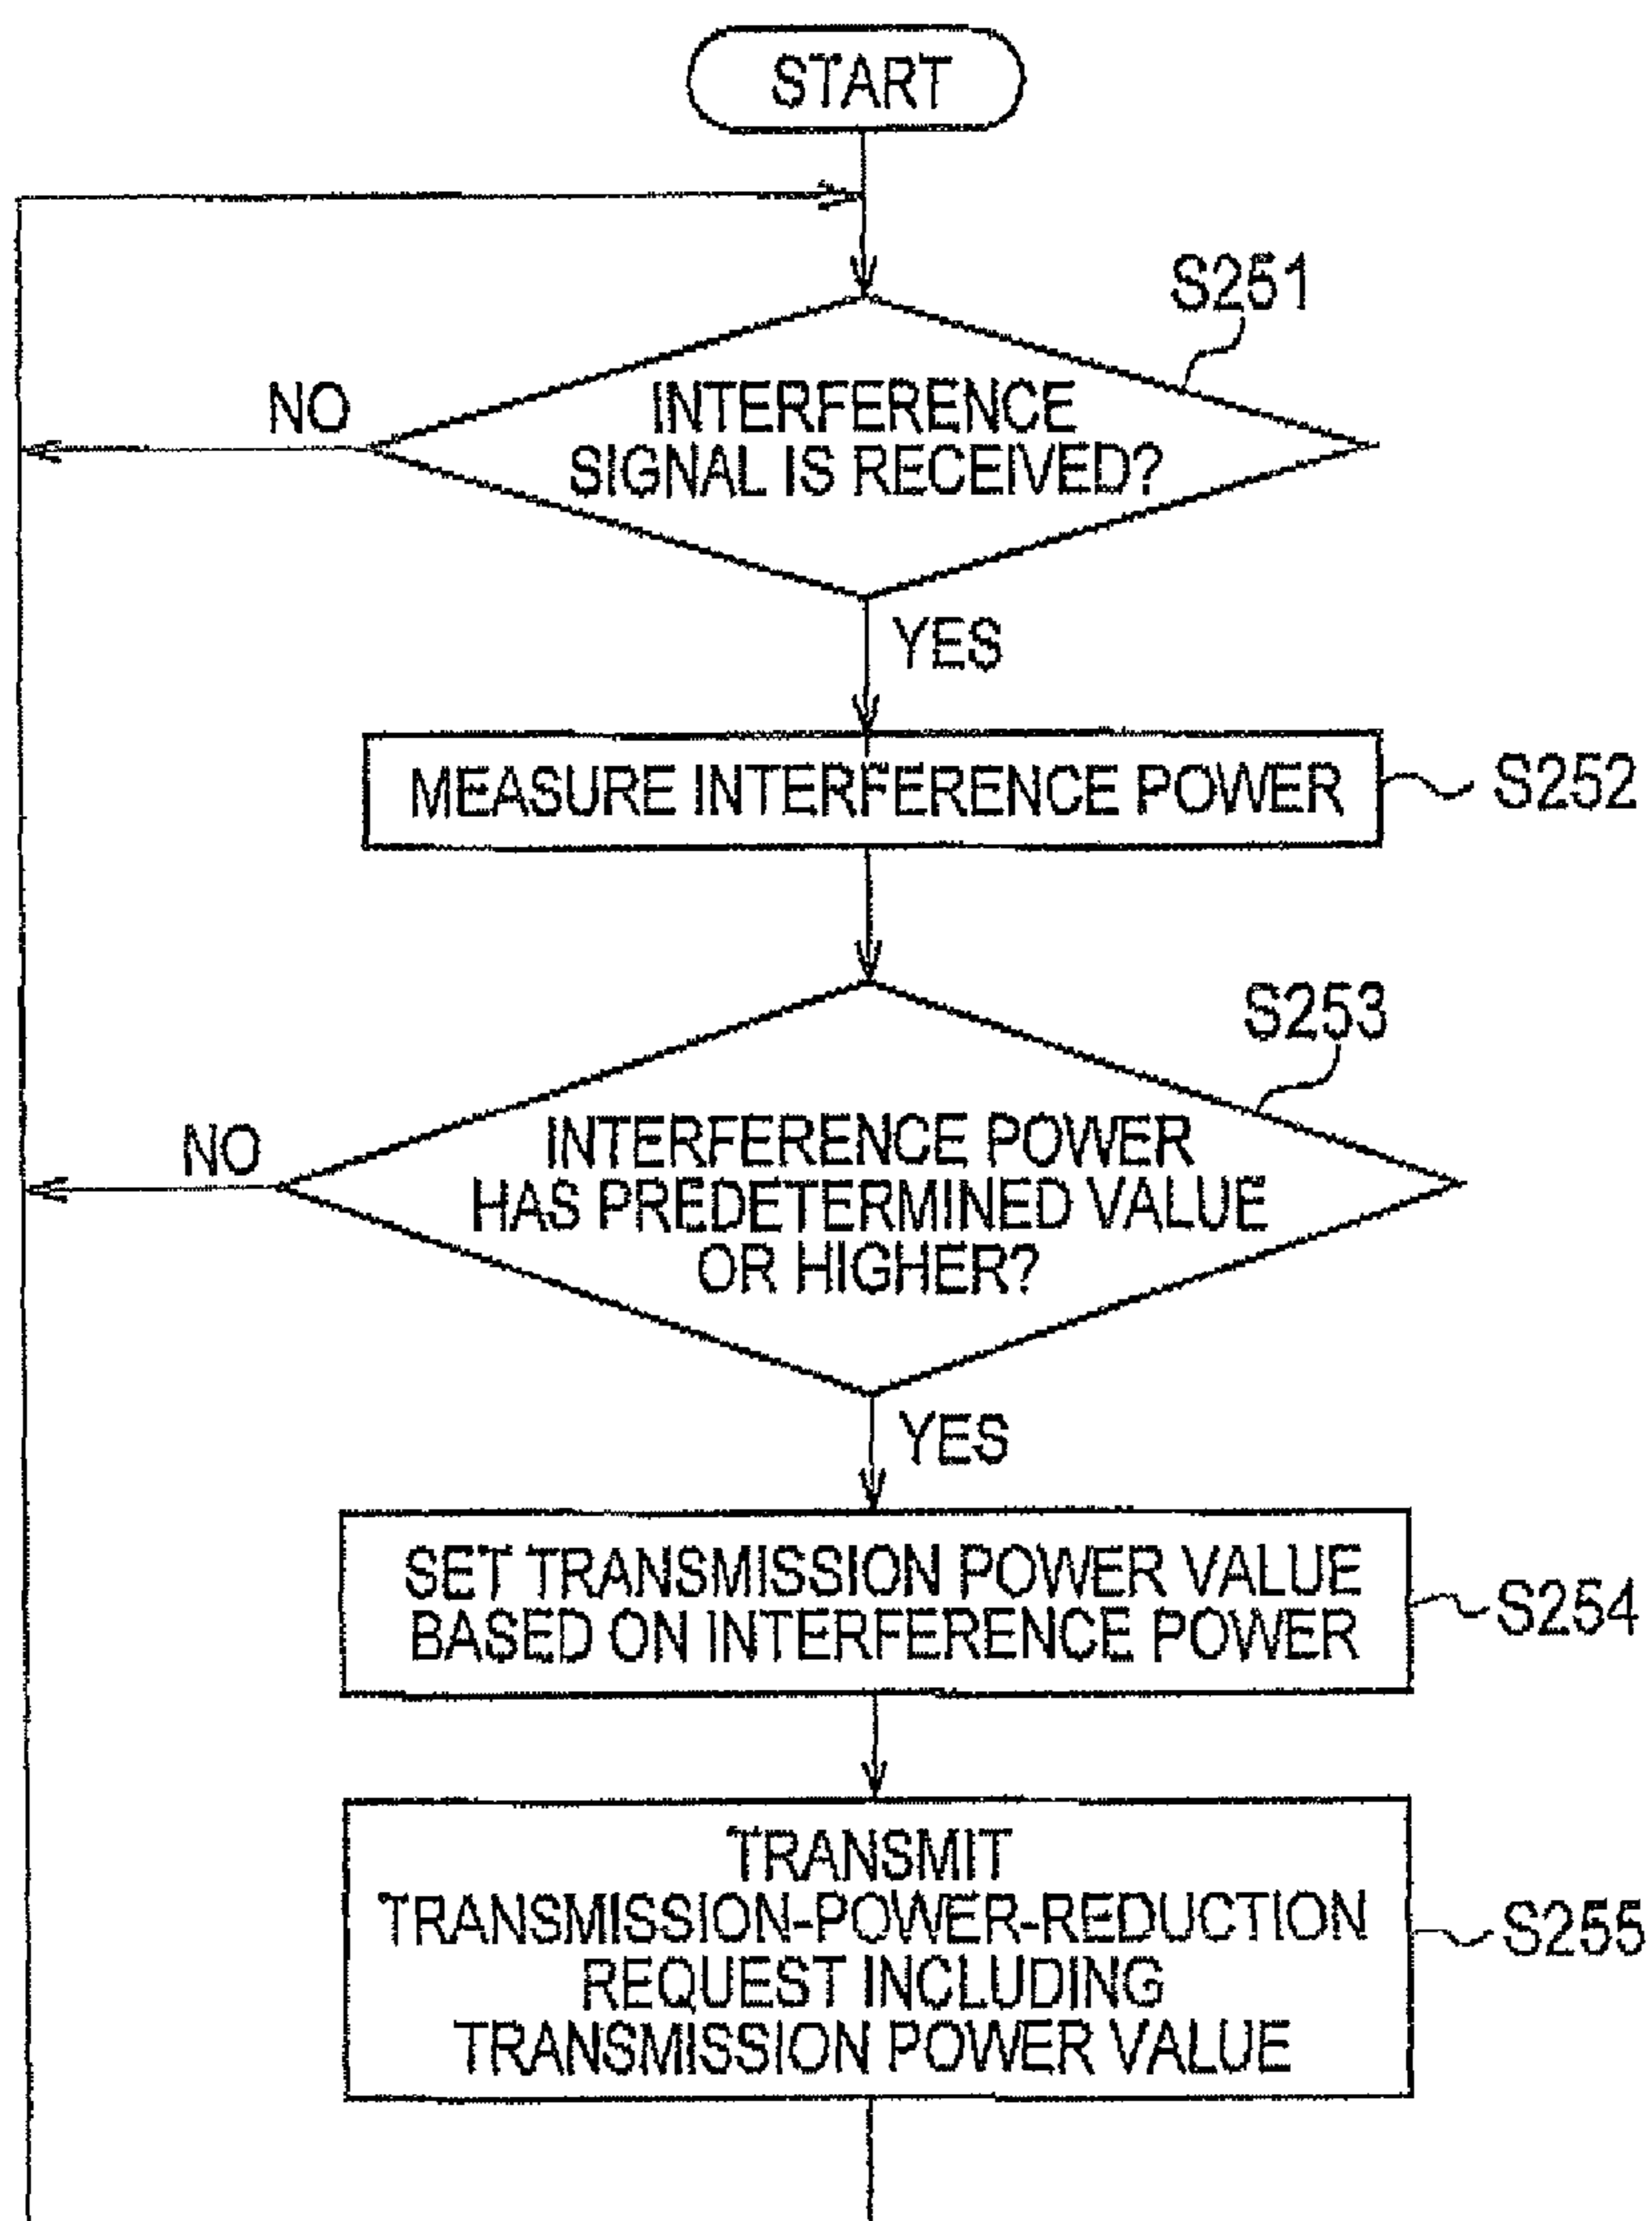 START
S251
INTERFERENCE
SIGNAL IS RECEIVED?
NO
YES
MEASURE INTERFERENCE POWER
S252
S253
INTERFERENCE POWER
HAS PREDETERMINED VALUE
OR HIGHER?
NO
YES
SET TRANSMISSION POWER VALUE
BASED ON INTERFERENCE POWER
S254
TRANSMIT
TRANSMISSION-POWER-REDUCTION
REQUEST INCLUDING
TRANSMISSION POWER VALUE
S255